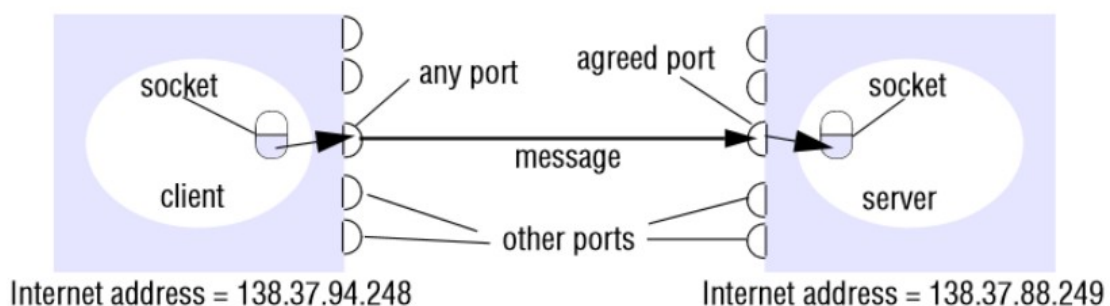 any port
agreed port
socket
socket
message
client
server
other ports
Internet address = 138.37.94.248
Internet address = 138.37.88.249